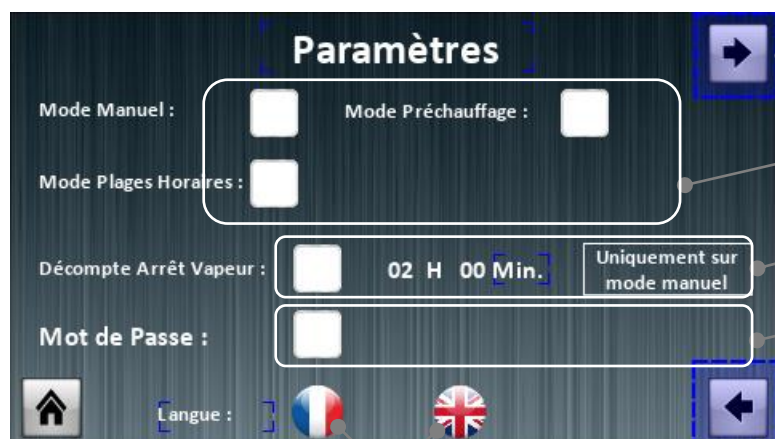 Paramètres
Mode Manuel :
Mode Préchauffage :
Mode Plages Horaires :
Décompte Arrêt Vapeur :
02 H 00 Min.
Uniquement sur
mode manuel
Mot de Passe :
Langue :